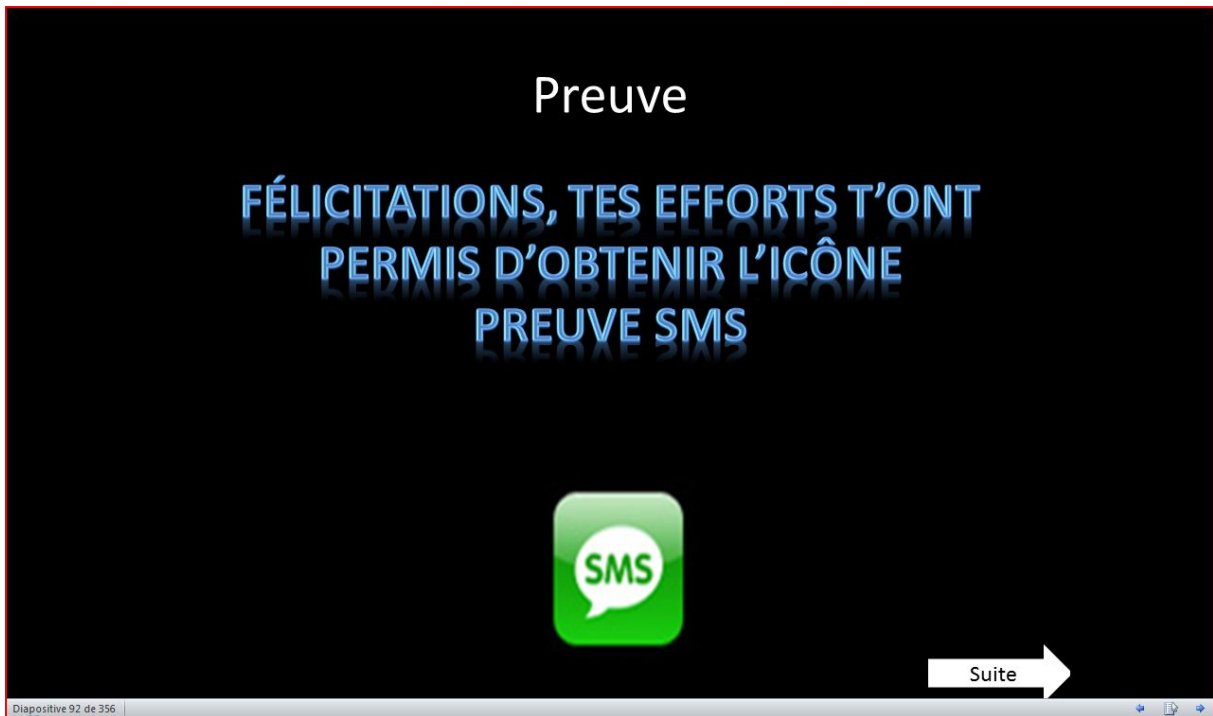 Preuve
FÉLICITATIONS, TES EFFORTS T’ONT
PERMIS D’OBTENIR L’ICÔNE
PREUVE SMS
SMS
Suite
Diapositive 92 de 356